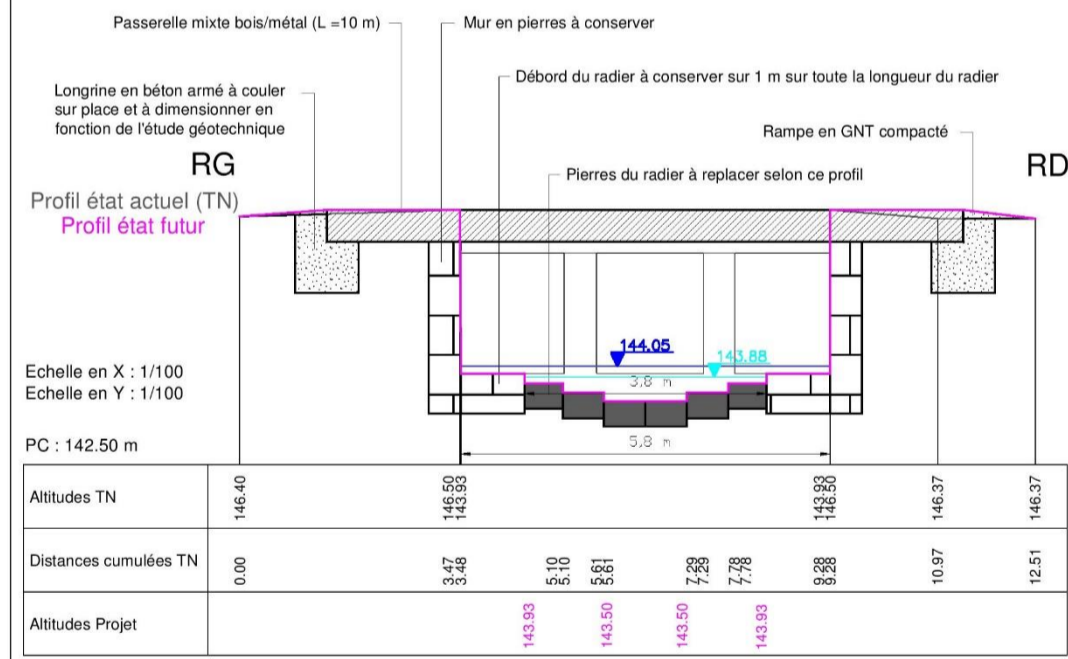 Passerelle mixte bois/métal (L =10 m)
Mur en pierres à conserver
Débord du radier à conserver sur 1 m sur toute la longueur du radier
Longrine en béton armé à couler
sur place et à dimensionner en
fonction de l'étude géotechnique
Rampe en GNT compacté
RG
RD
Pierres du radier à replacer selon ce profil
Profil état actuel (TN)
Profil état futur
144.05
143.88
3,8 m
Echelle en X : 1/100
Echelle en Y : 1/100
5,8 m
PC : 142.50 m
Altitudes TN
146.40
146.50
143.93
143.93
146.50
146.37
146.37
Distances cumulées TN
0.00
3.47
3.48
5.10
5.10
5.61
5.61
7.29
7.29
7.78
7.78
9.28
9.28
10.97
12.51
Altitudes Projet
143.93
143.50
143.50
143.93